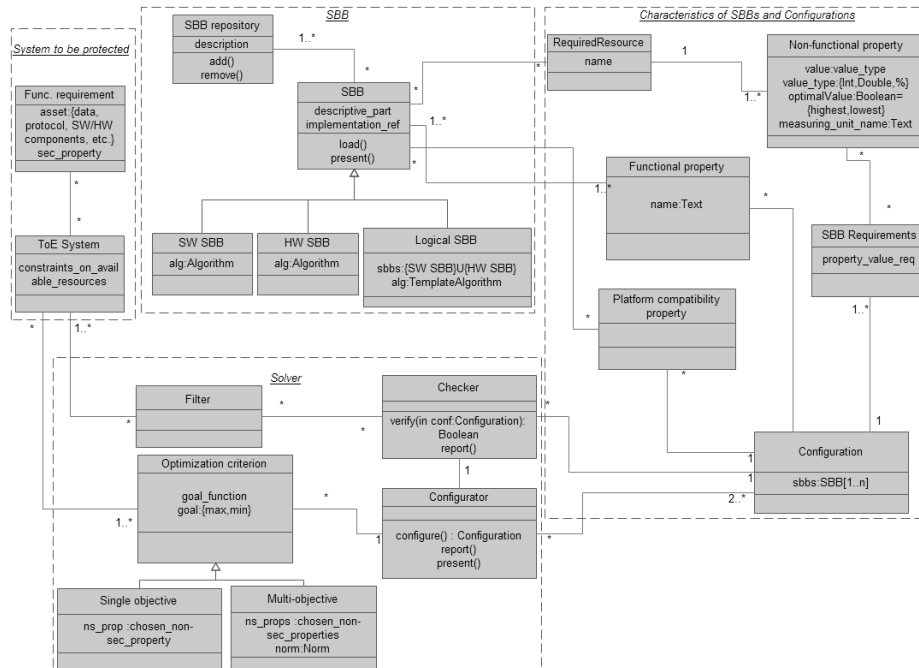 SBB
Characteristics of SBBs and Configurations
System to be protected
SBB repository
description
add()
remove()
1..*
*
SBB
descriptive_part
implementation_ref
load()
present()
*
1..*
*
RequiredResource
name
*
1
1..*
Non-functional property
value:value_type
value_type:{Int,Double,%}
optimalValue:Boolean=
{highest,lowest}
measuring_unit_name:Text
*
*
Func. requirement
asset:{data,
protocol, SW/HW
components, etc.}
sec_property
*
*
ToE System
constraints_on_avail
able_resources
*
1..*
SW SBB
alg:Algorithm
HW SBB
alg:Algorithm
Logical SBB
sbbs:{SW SBB}U{HW SBB}
alg:TemplateAlgorithm
Functional property
name:Text
1..*
*
SBB Requirements
property_value_req
1..*
1
Platform compatibility
property
*
*
1
Solver
Filter
*
*
*
Checker
verify(in conf:Configuration):
Boolean
report()
*
1
Configuration
sbbs:SBB[1..n]
1
2..*
Optimization criterion
goal_function
goal:{max,min}
1..*
*
1
Configurator
configure() : Configuration
report()
present()
*
Single objective
ns_prop :chosen_non-
sec_property
Multi-objective
ns_props :chosen_non-
sec_properties
norm:Norm